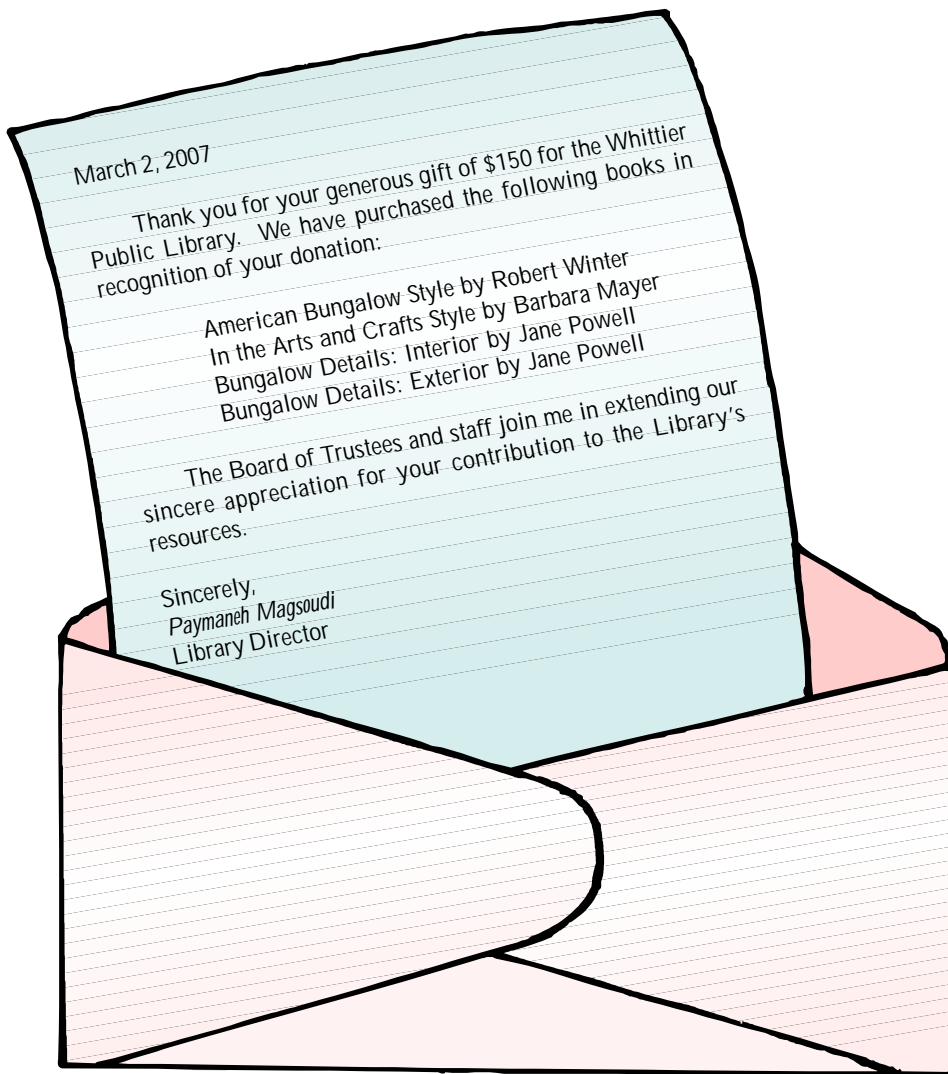 March 2, 2007
Thank you for your generous gift of $150 for the Whittier
Public Library. We have purchased the following books in
recognition of your donation:
American Bungalow Style by Robert Winter
In the Arts and Crafts Style by Barbara Mayer
Bungalow Details: Interior by Jane Powell
Bungalow Details: Exterior by Jane Powell
The Board of Trustees and staff join me in extending our
sincere appreciation for your contribution to the Library's
resources.
Sincerely,
Paymaneh Magsoudi
Library Director